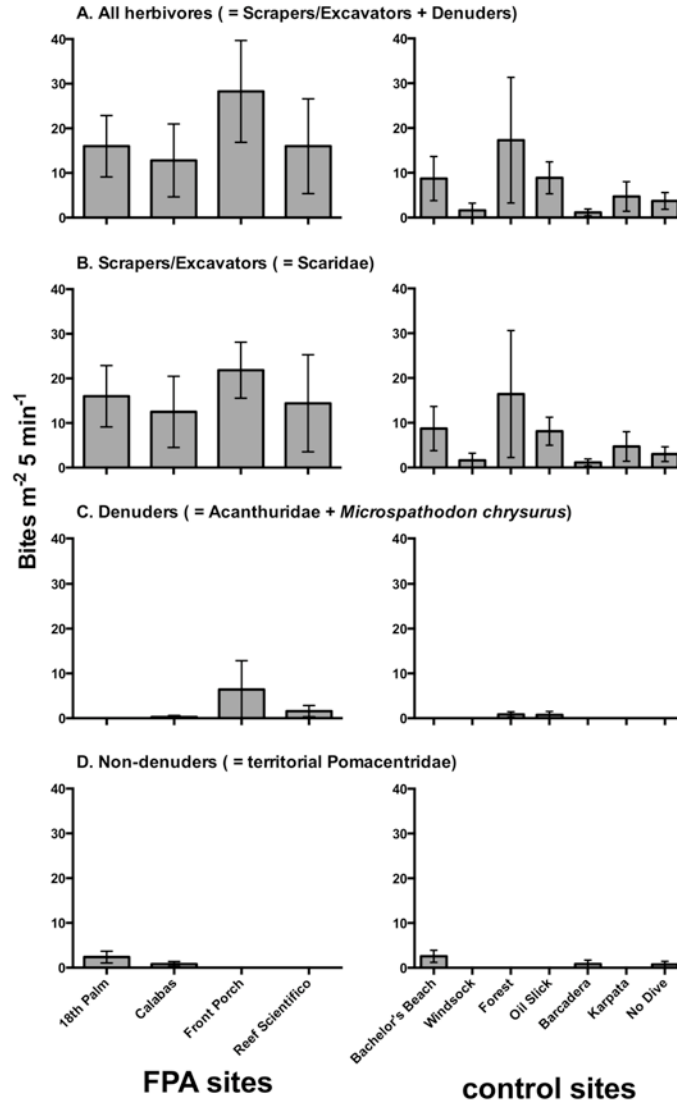 A. All herbivores ( = Scrapers/Excavators + Denuders)
40
30
20
10
0
40
30
20
10
0
B. Scrapers/Excavators ( = Scaridae)
40
30
20
10
0
40
30
20
10
0
Bites m⁻² 5 min⁻¹
C. Denuders ( = Acanthuridae + Microspathodon chrysurus)
40
30
20
10
0
40
30
20
10
0
D. Non-denuders ( = territorial Pomacentridae)
40
30
20
10
0
40
30
20
10
0
18th Palm
Calabas
Front Porch
Reef Scientifico
Bachelor's Beach
Windsock
Forest
Oil Slick
Barcadera
Karpata
No Dive
FPA sites
control sites